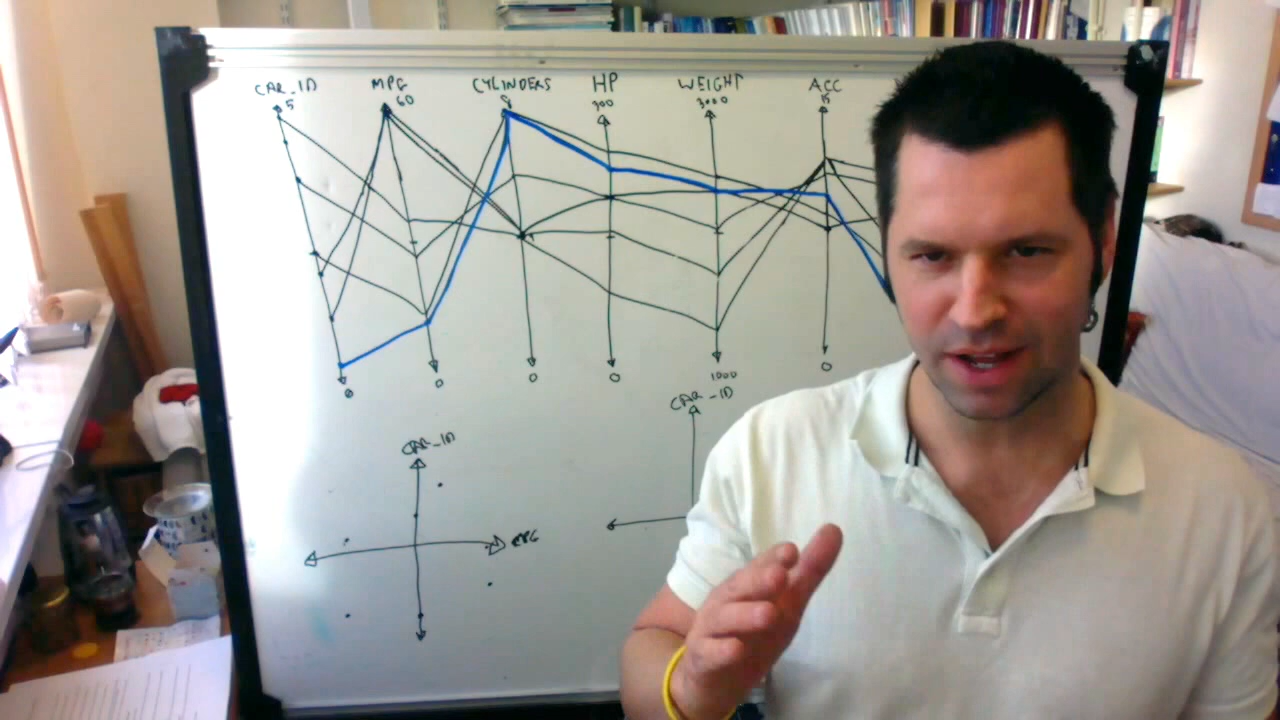 CAR_ID MPG CYLINDERS HP WEIGHT ACC
5 60 8 300 3000 15
0 0 0 0 1000 0
CAR_ID
CAR_ID
MPG